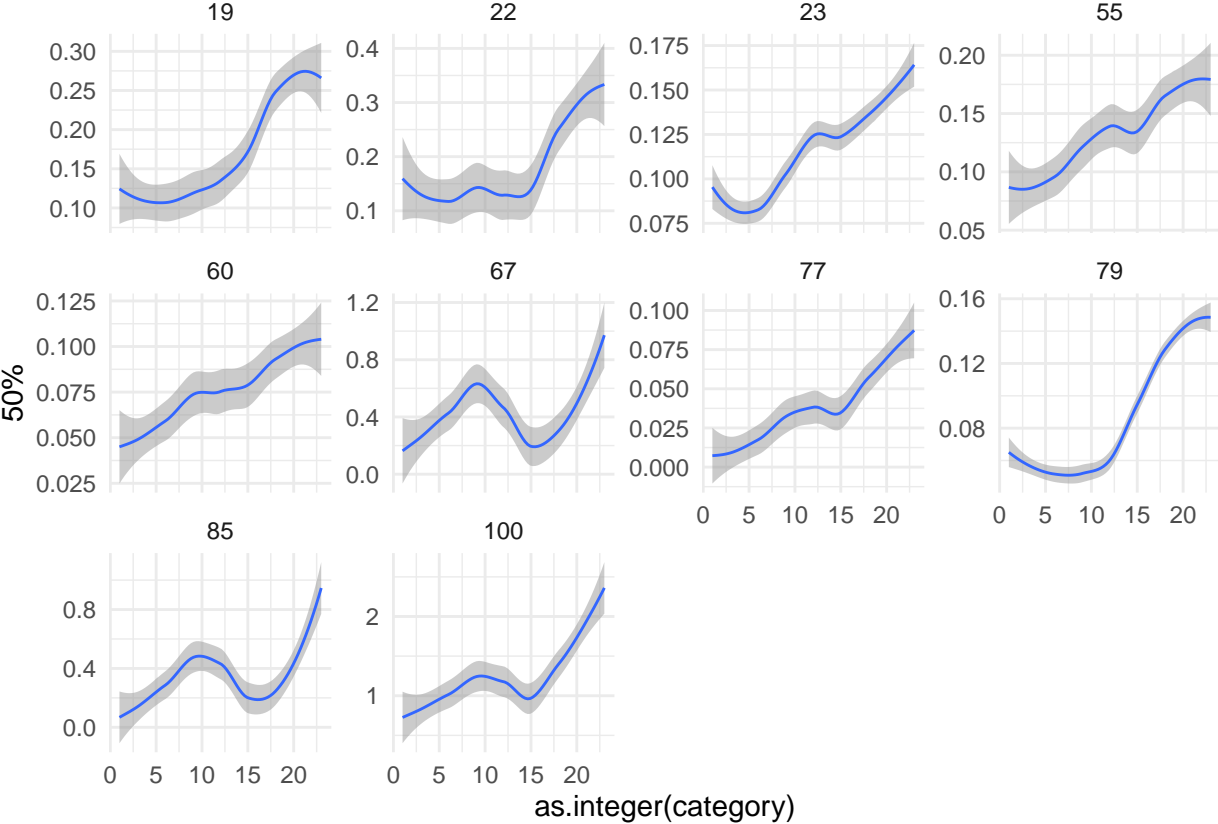 19 22 23 55
0.30 0.4 0.175 0.20
0.25 0.3 0.150 0.15
0.20 0.2 0.125 0.10
0.15 0.1 0.100 0.05
0.10 0.075
60 67 77 79
0.125 1.2 0.100 0.16
0.100 0.8 0.075 0.12
0.075 0.4 0.050 0.08
0.050 0.0 0.025
0.025 0.000
0 5 10 15 20 0 5 10 15 20
85 100
0.8 2
0.4 1
0.0
0 5 10 15 20 0 5 10 15 20
50%
as.integer(category)